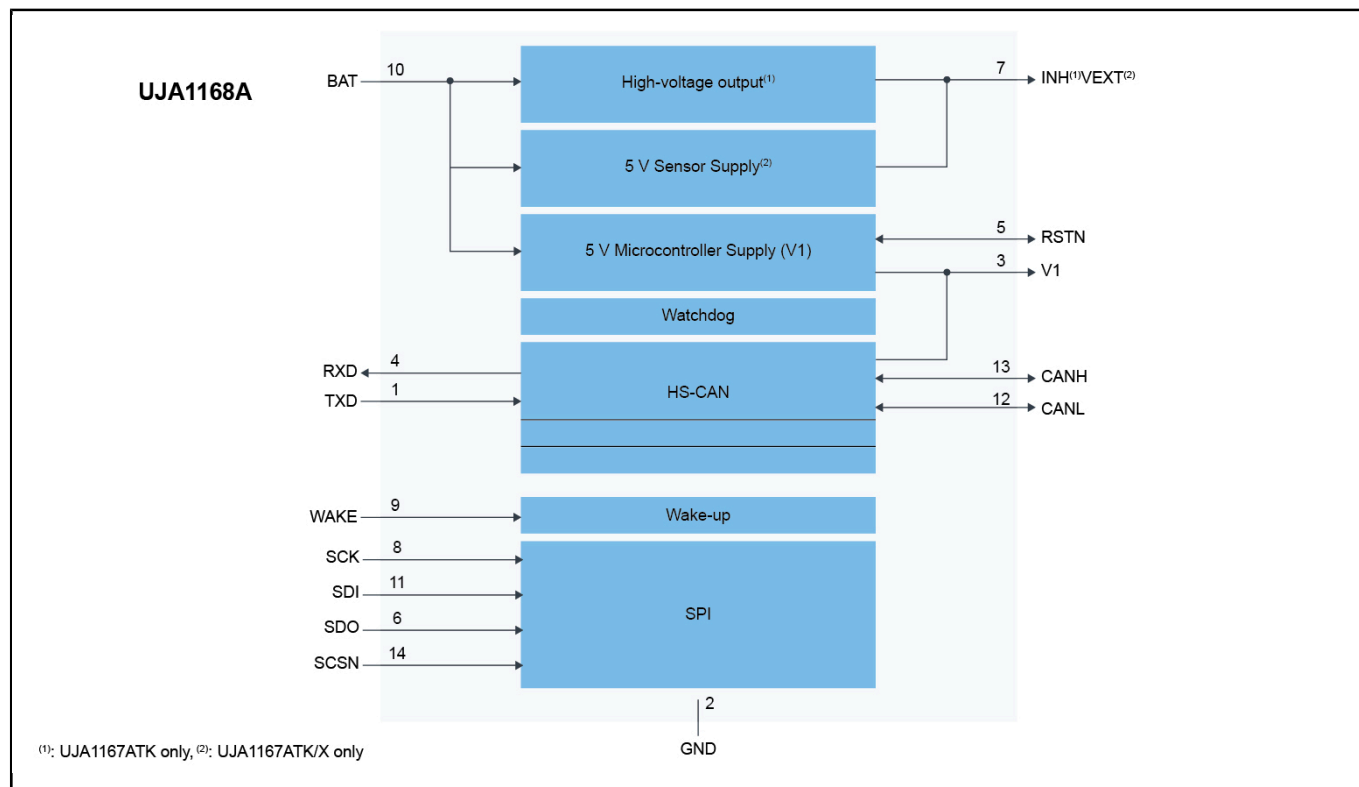 UJA1168A
BAT
10
High-voltage output(1)
7
INH(1)VEXT(2)
5 V Sensor Supply(2)
5 V Microcontroller Supply (V1)
5
RSTN
3
V1
Watchdog
RXD
4
TXD
1
HS-CAN
13
CANH
12
CANL
WAKE
9
Wake-up
SCK
8
SDI
11
SDO
6
SCSN
14
SPI
2
GND
(1): UJA1167ATK only, (2): UJA1167ATK/X only